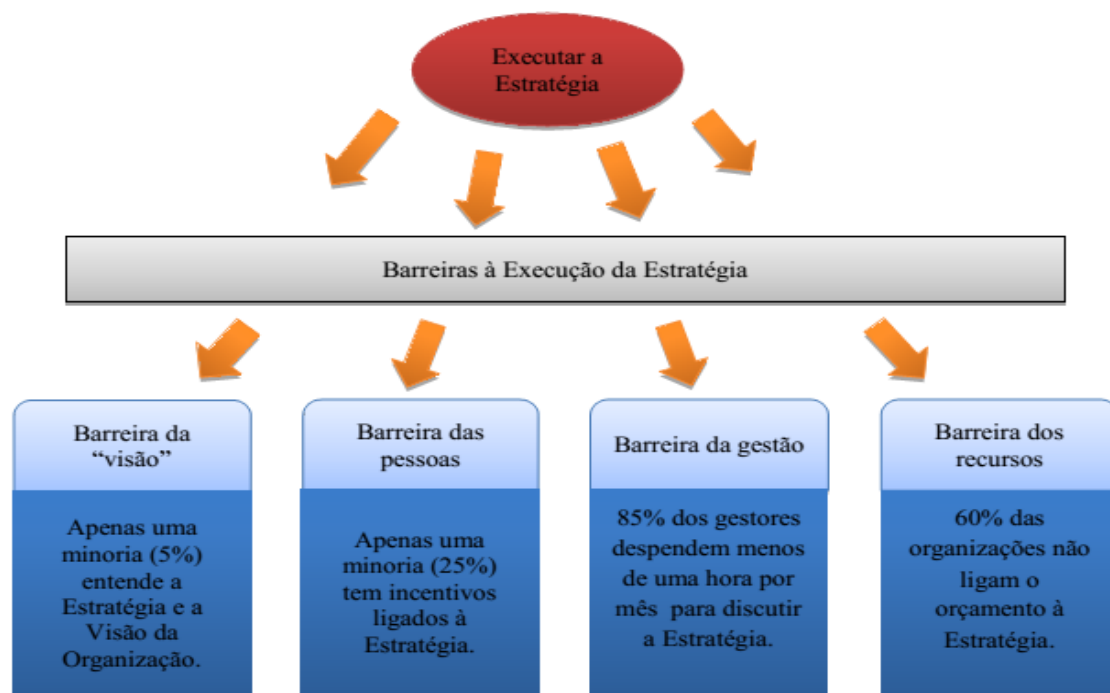 Executar a
Estratégia
Barreiras à Execução da Estratégia
Barreira da
“visão”
Apenas uma
minoria (5%)
entende a
Estratégia e a
Visão da
Organização.
Barreira das
pessoas
Apenas uma
minoria (25%)
tem incentivos
ligados à
Estratégia.
Barreira da gestão
85% dos gestores
despendem menos
de uma hora por
mês para discutir
a Estratégia.
Barreira dos
recursos
60% das
organizações não
ligam o
orçamento à
Estratégia.